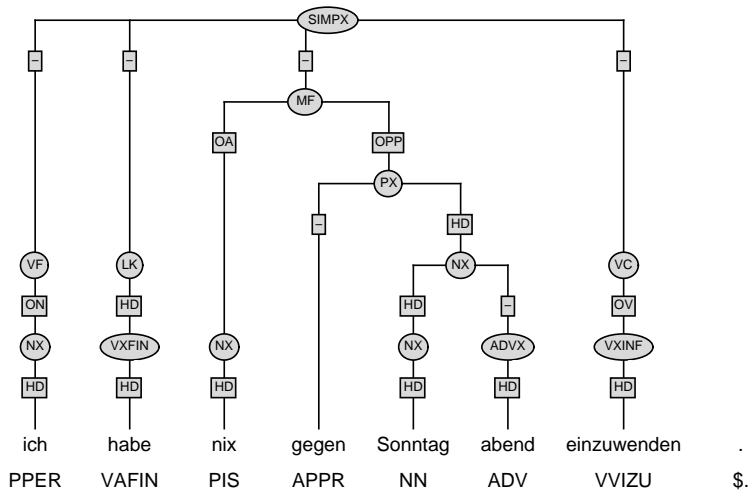 SIMPX
– – – –
MF
OA OPP
PX
– HD
VF LK NX VC
ON HD HD – OV
NX VXFIN NX NX ADVX VXINF
HD HD HD HD HD HD
ich habe nix gegen Sonntag abend einzuwenden .
PPER VAFIN PIS APPR NN ADV VVIZU $.